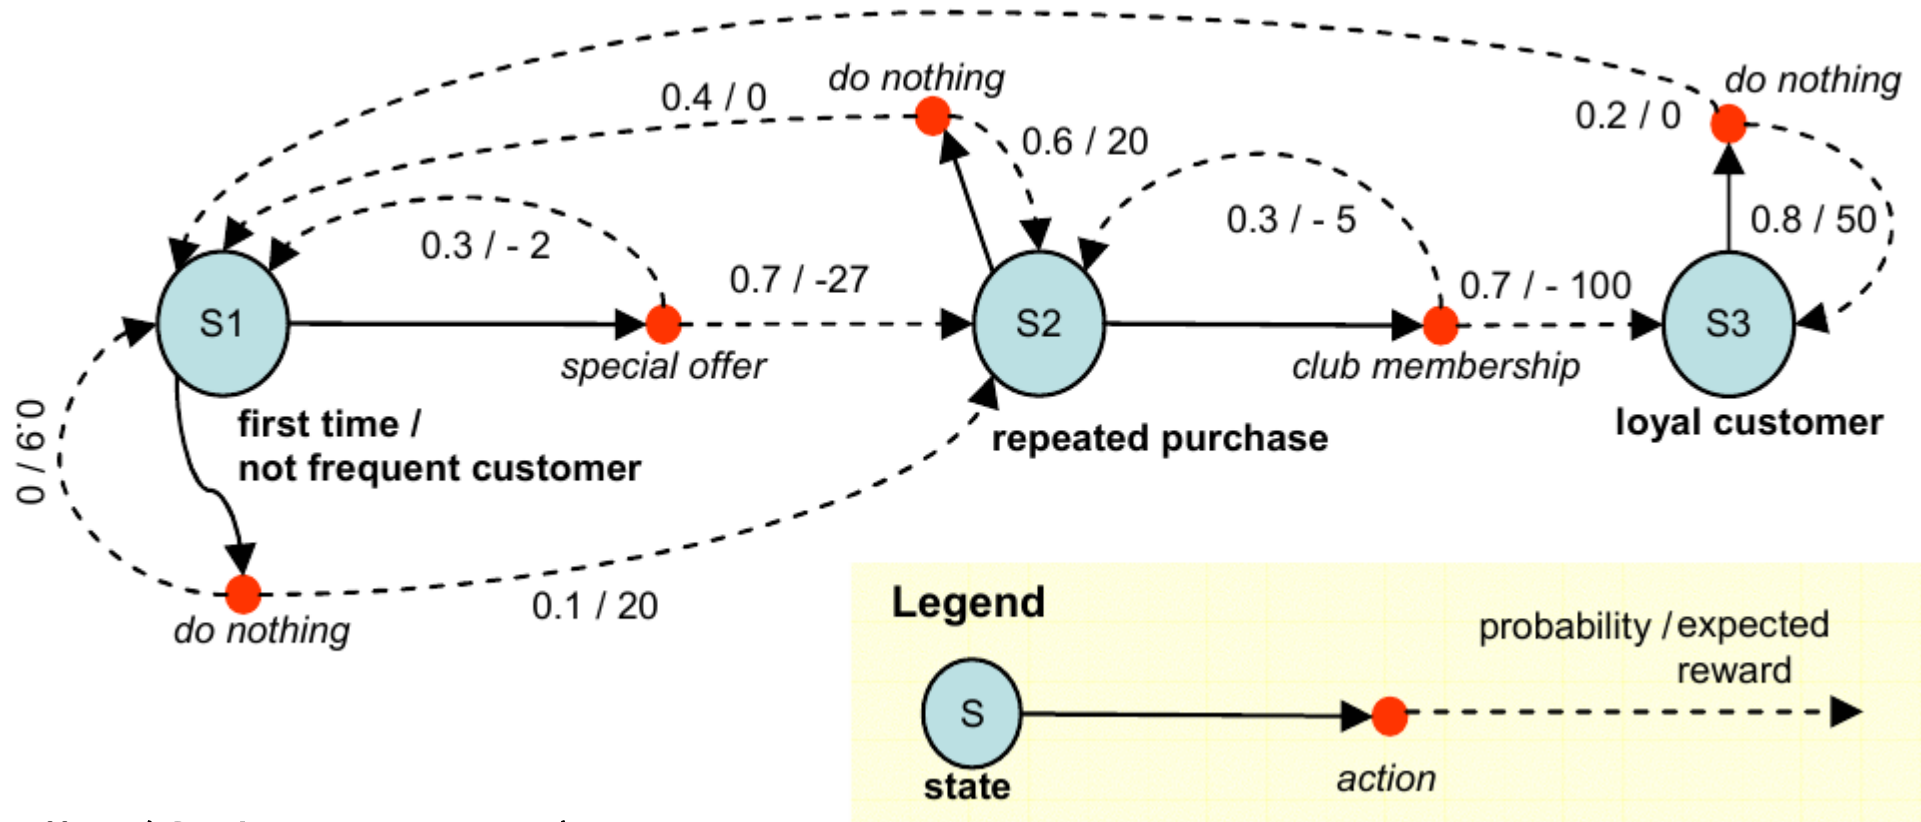 do nothing
do nothing
0.4 / 0
0.2 / 0
0.6 / 20
0.3 / - 2
0.3 / - 5
0.8 / 50
0.7 / -27
0.7 / - 100
S1
S2
S3
special offer
club membership
first time /
not frequent customer
repeated purchase
loyal customer
0.9 / 0
0.1 / 20
do nothing
Legend
probability / expected
reward
S
state
action